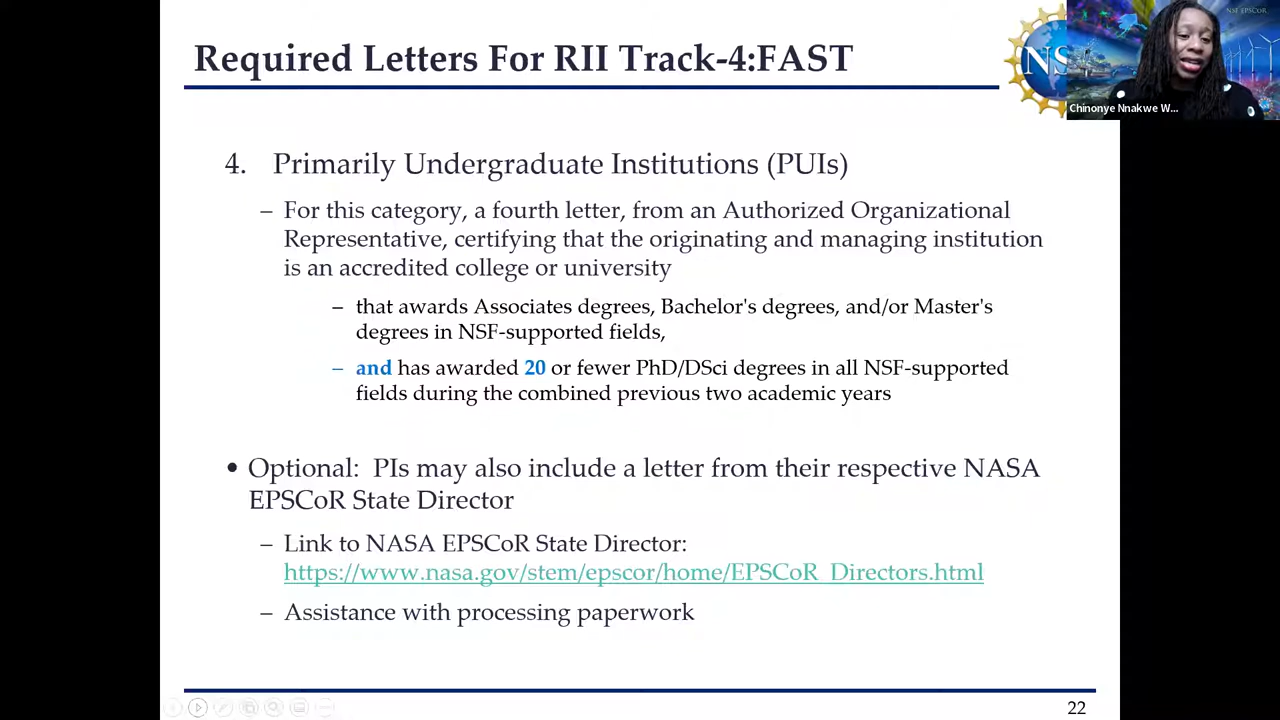 Required Letters For RII Track-4:FAST
NS
NSF EPSCoR
Chinonye Nnakwe W...
4. Primarily Undergraduate Institutions (PUIs)
– For this category, a fourth letter, from an Authorized Organizational
Representative, certifying that the originating and managing institution
is an accredited college or university
– that awards Associates degrees, Bachelor's degrees, and/or Master's
degrees in NSF-supported fields,
– and has awarded 20 or fewer PhD/DSci degrees in all NSF-supported
fields during the combined previous two academic years
• Optional: PIs may also include a letter from their respective NASA
EPSCoR State Director
– Link to NASA EPSCoR State Director:
https://www.nasa.gov/stem/epscor/home/EPSCoR_Directors.html
– Assistance with processing paperwork
22